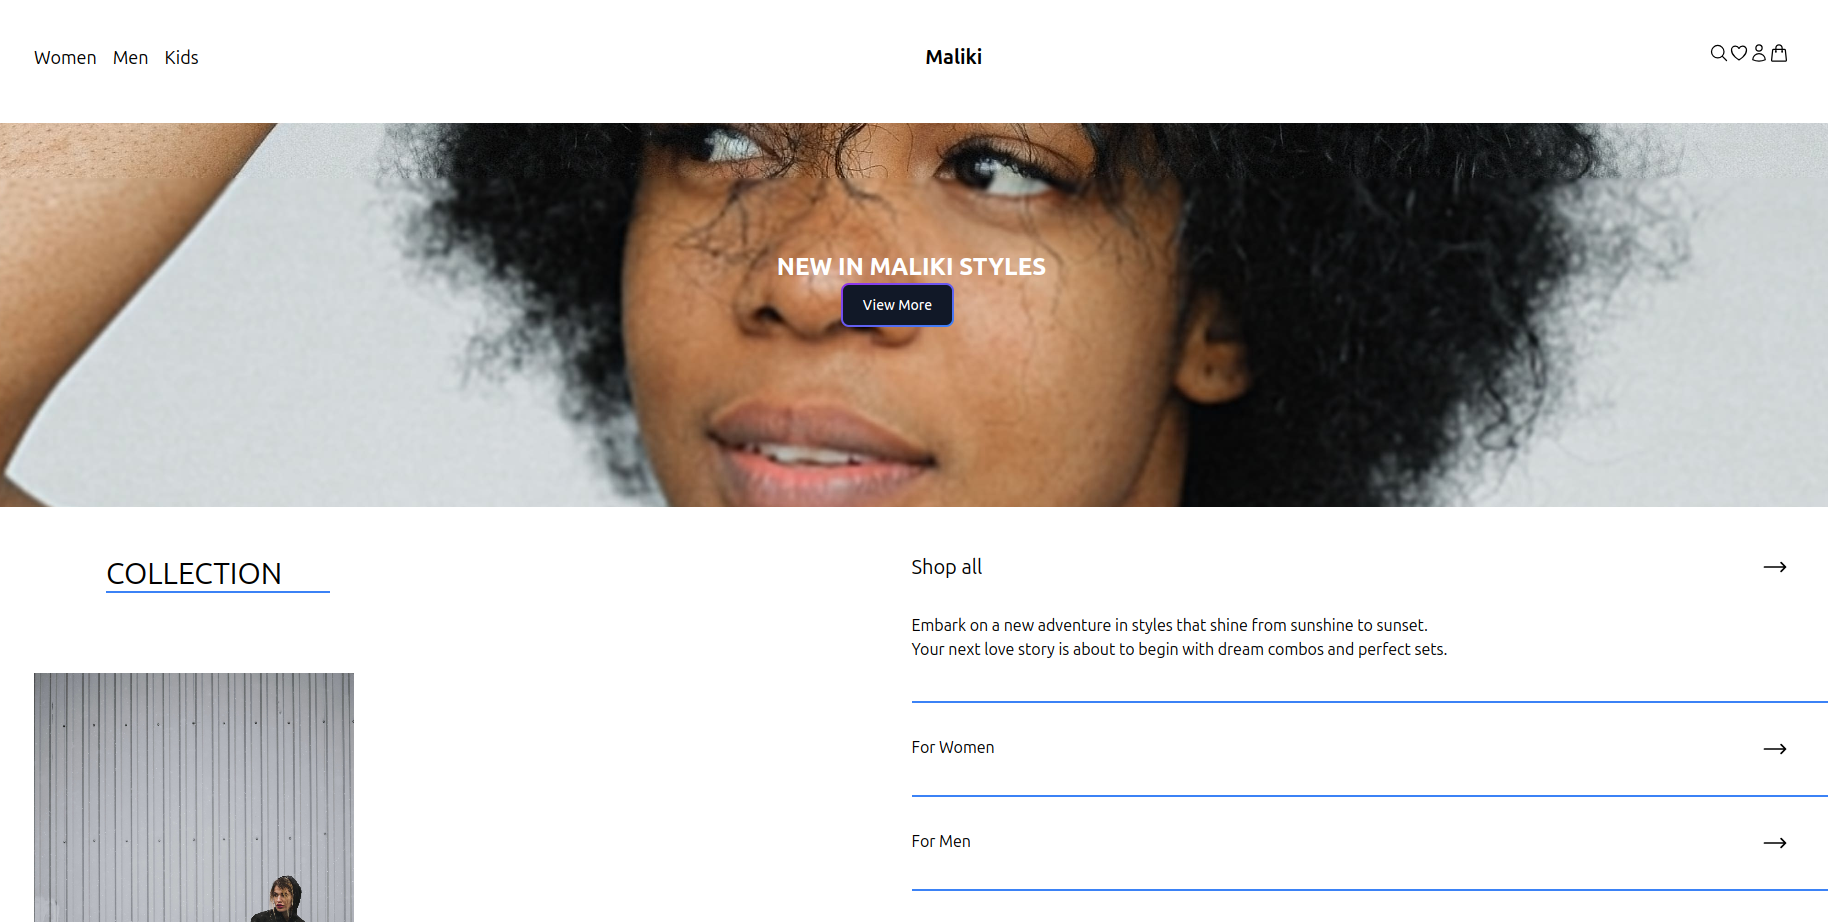 Women Men Kids
Maliki
NEW IN MALIKI STYLES
View More
COLLECTION
Shop all
Embark on a new adventure in styles that shine from sunshine to sunset.
Your next love story is about to begin with dream combos and perfect sets.
For Women
For Men